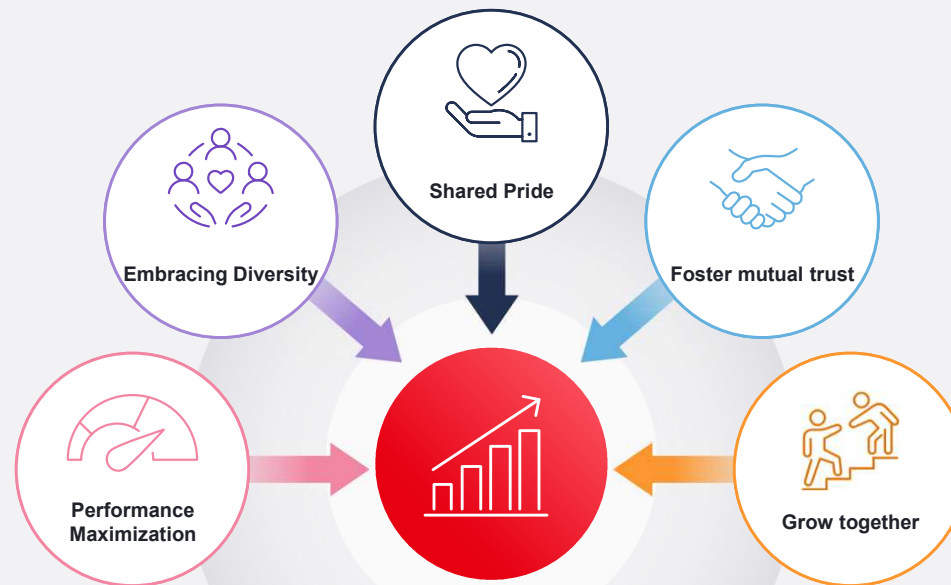 Shared Pride
Embracing Diversity
Foster mutual trust
Performance
Maximization
Grow together